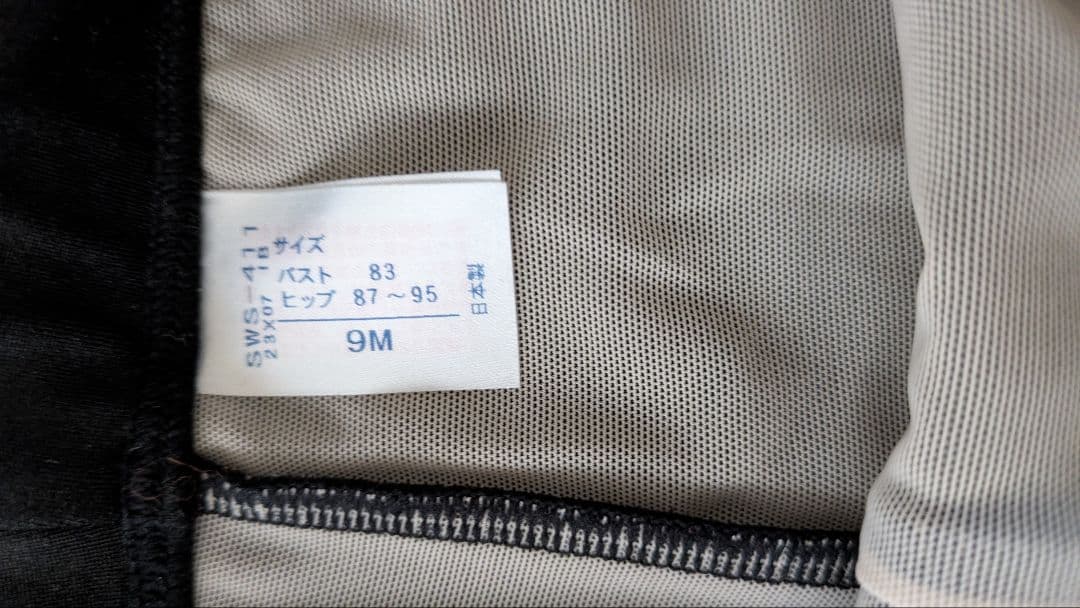 サイズ
バスト 83
ヒップ 87～95
9M
日本製
SWS-411
23X07 1B